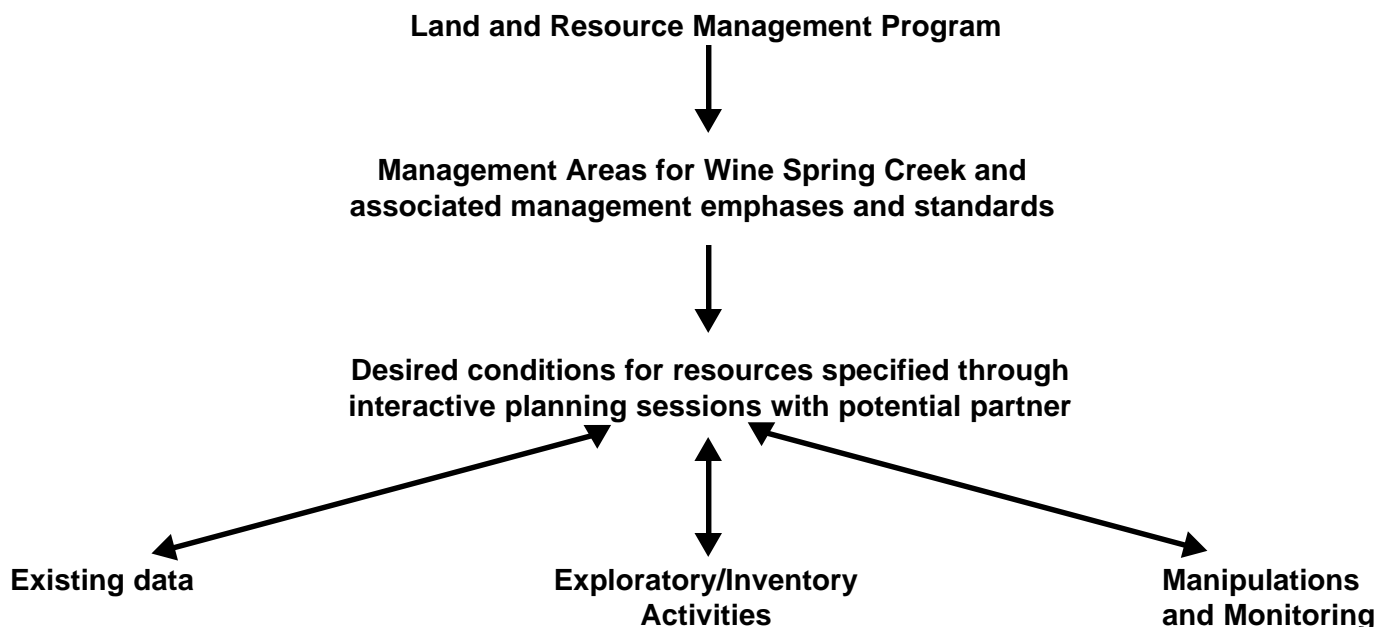 Land and Resource Management Program
Management Areas for Wine Spring Creek and
associated management emphases and standards
Desired conditions for resources specified through
interactive planning sessions with potential partner
Existing data
Exploratory/Inventory
Activities
Manipulations
and Monitoring